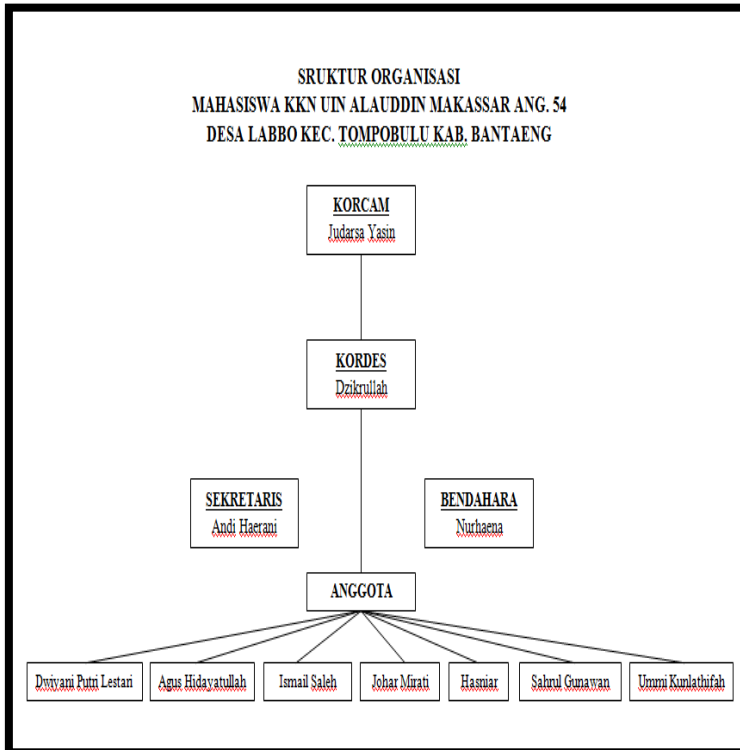 SRUKTUR ORGANISASI
MAHASISWA KKN UIN ALAUDDIN MAKASSAR ANG. 54
DESA LABBO KEC. TOMPOBULU KAB. BANTAENG
KORCAM
Judarsa Yasin
KORDES
Dzikrullah
SEKRETARIS
Andi Haerani
BENDAHARA
Nurhaena
ANGGOTA
Dwiyani Putri Lestari
Agus Hidayatullah
Ismail Saleh
Johar Mirati
Hasniar
Sahrul Gunawan
Ummi Kunlathifah